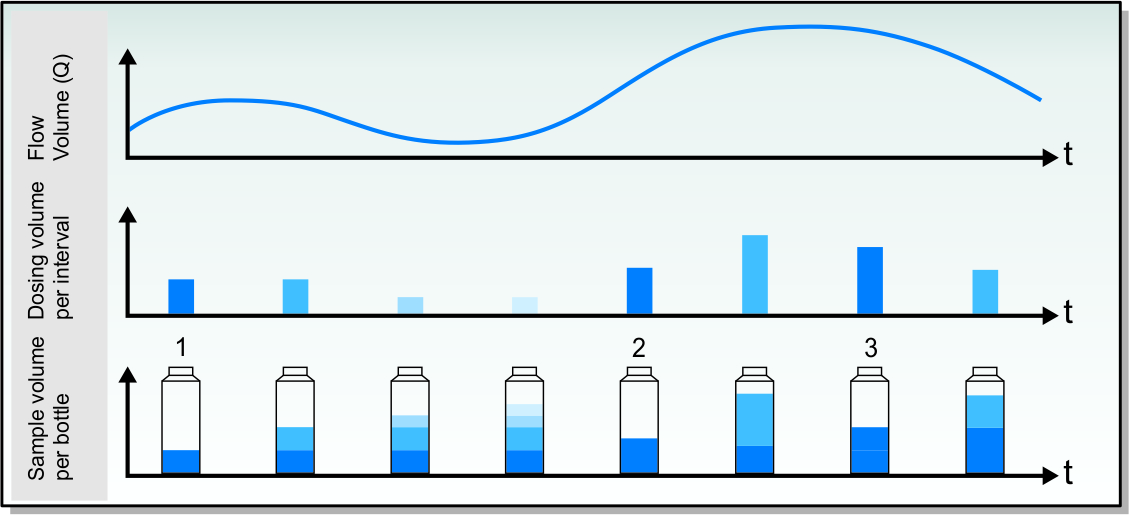 Flow
Volume (Q)
t
Dosing volume
per interval
t
1
2
3
Sample volume
per bottle
t